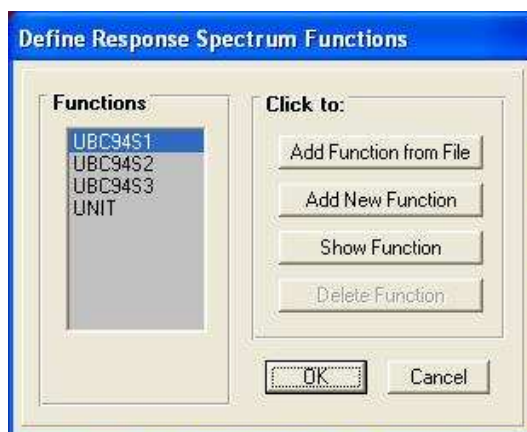 Define Response Spectrum Functions
Functions
UBC94S1
UBC94S2
UBC94S3
UNIT
Click to:
Add Function from File
Add New Function
Show Function
Delete Function
OK
Cancel